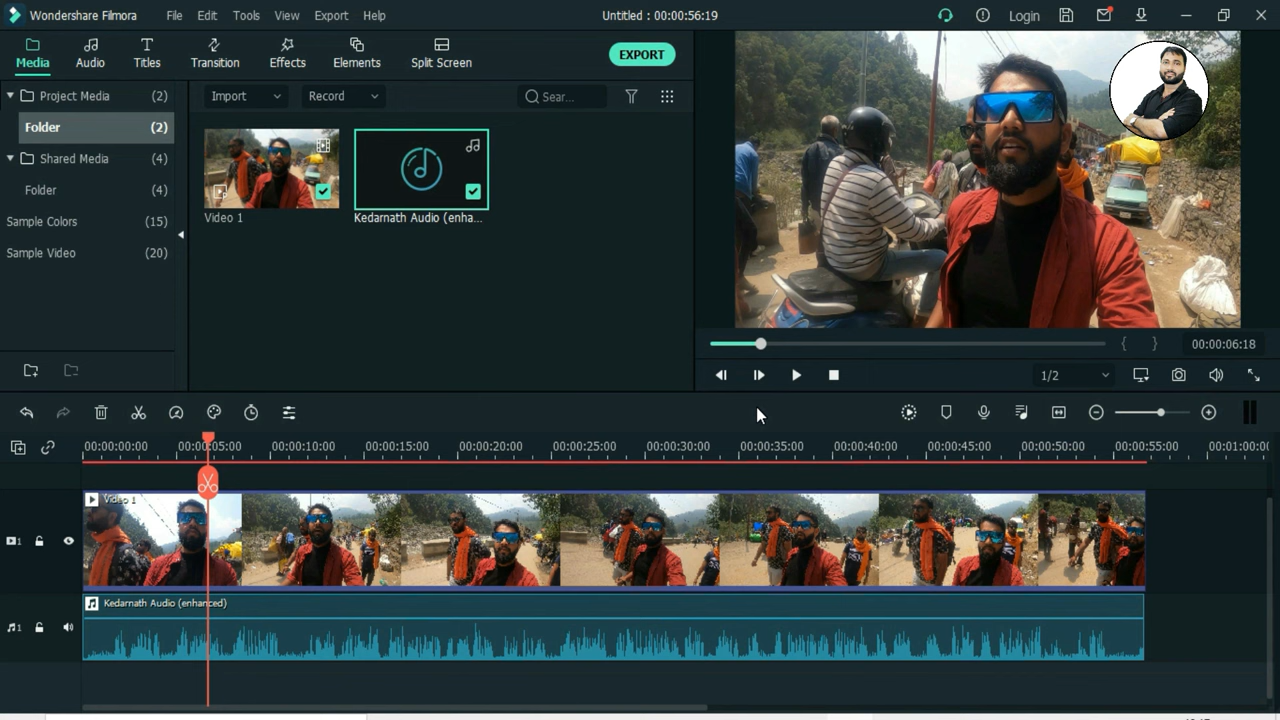 Wondershare Filmora File Edit Tools View Export Help Untitled : 00:00:56:19 Login
Media Audio Titles Transition Effects Elements Split Screen EXPORT
Project Media (2) Import Record Sear...
Folder (2)
Shared Media (4)
Folder (4)
Sample Colors (15)
Sample Video (20)
Video 1 Kedarnath Audio (enha...
{ } 00:00:06:18
1/2
00:00:00:00 00:00:05:00 00:00:10:00 00:00:15:00 00:00:20:00 00:00:25:00 00:00:30:00 00:00:35:00 00:00:40:00 00:00:45:00 00:00:50:00 00:00:55:00 00:01:00:00
Video 1
1
Kedarnath Audio (enhanced)
1